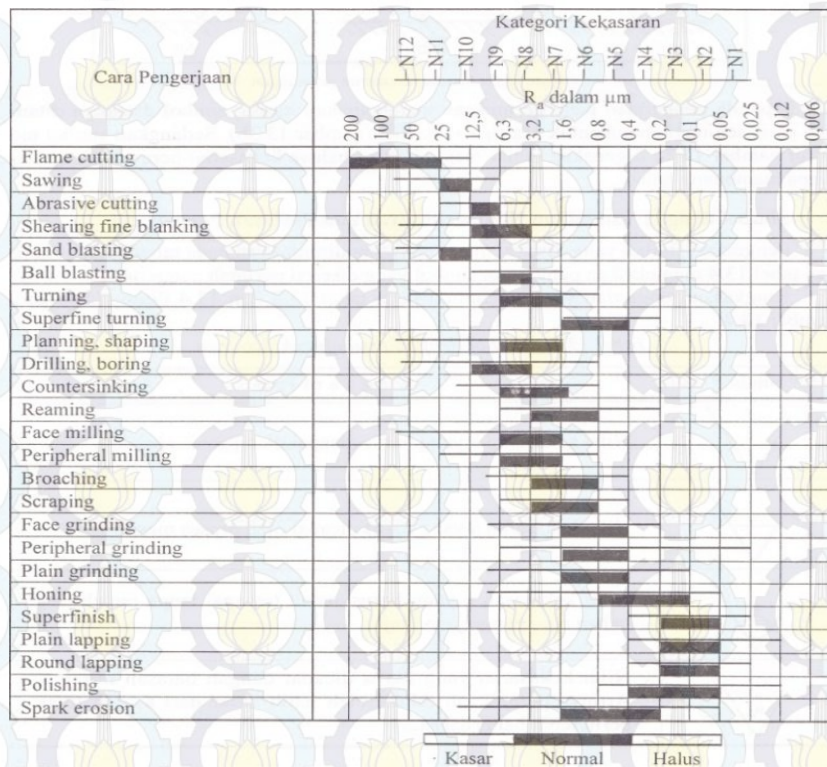 Cara Pengerjaan
Kategori Kekasaran
N12 N11 N10 N9 N8 N7 N6 N5 N4 N3 N2 N1
Ra dalam µm
200 100 50 25 12,5 6,3 3,2 1,6 0,8 0,4 0,2 0,1 0,05 0,025 0,012 0,006
Flame cutting
Sawing
Abrasive cutting
Shearing fine blanking
Sand blasting
Ball blasting
Turning
Superfine turning
Planning, shaping
Drilling, boring
Countersinking
Reaming
Face milling
Peripheral milling
Broaching
Scraping
Face grinding
Peripheral grinding
Plain grinding
Honing
Superfinish
Plain lapping
Round lapping
Polishing
Spark erosion
Kasar Normal Halus